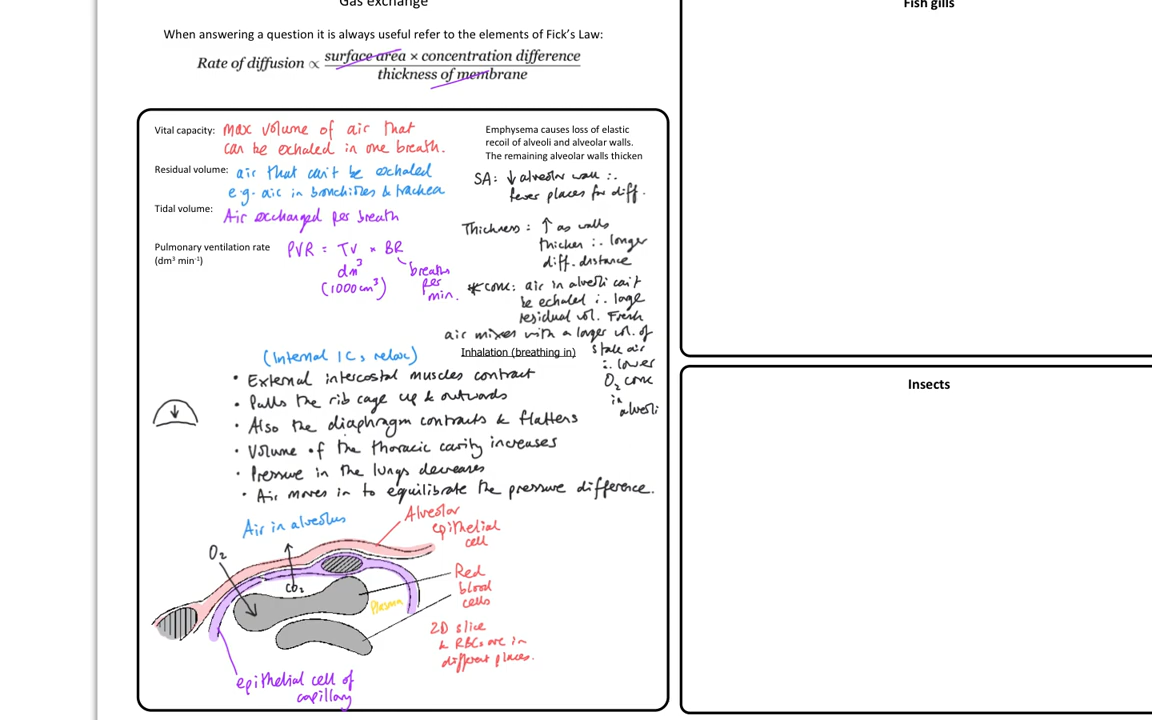 Gas exchange
When answering a question it is always useful refer to the elements of Fick's Law:
Rate of diffusion ∝ surface area × concentration difference
thickness of membrane
Vital capacity: max volume of air that
can be exhaled in one breath.
Residual volume: air that can't be exhaled
e.g. air in bronchioles & trachea
Tidal volume:
Air exchanged per breath
Pulmonary ventilation rate
(dm³ min⁻¹)
PVR = TV × BR
dm³
(1000cm³)
breaths
per
min.
Emphysema causes loss of elastic
recoil of alveoli and alveolar walls.
The remaining alveolar walls thicken
SA: ↓ alveolar wall ∴
fewer places for diff.
Thickness: ↑ as walls
thicker ∴ longer
diff. distance
*conc: air in alveoli can't
be exhaled ∴ large
residual vol. Fresh
air mixes with a larger vol. of
stale air
∴ lower
O₂ conc
in
alveoli
Inhalation (breathing in)
(Internal ICs relax)
• External intercostal muscles contract
• Pulls the rib cage up & outwards
• Also the diaphragm contracts & flattens
• Volume of the thoracic cavity increases
• Pressure in the lungs decreases
• Air moves in to equilibrate the pressure difference.
Air in alveolus
Alveolar
epithelial
cell
O₂
CO₂
Red
blood
cells
Plasma
2D slice
& RBCs are in
different places.
epithelial cell of
capillary
Fish gills
Insects